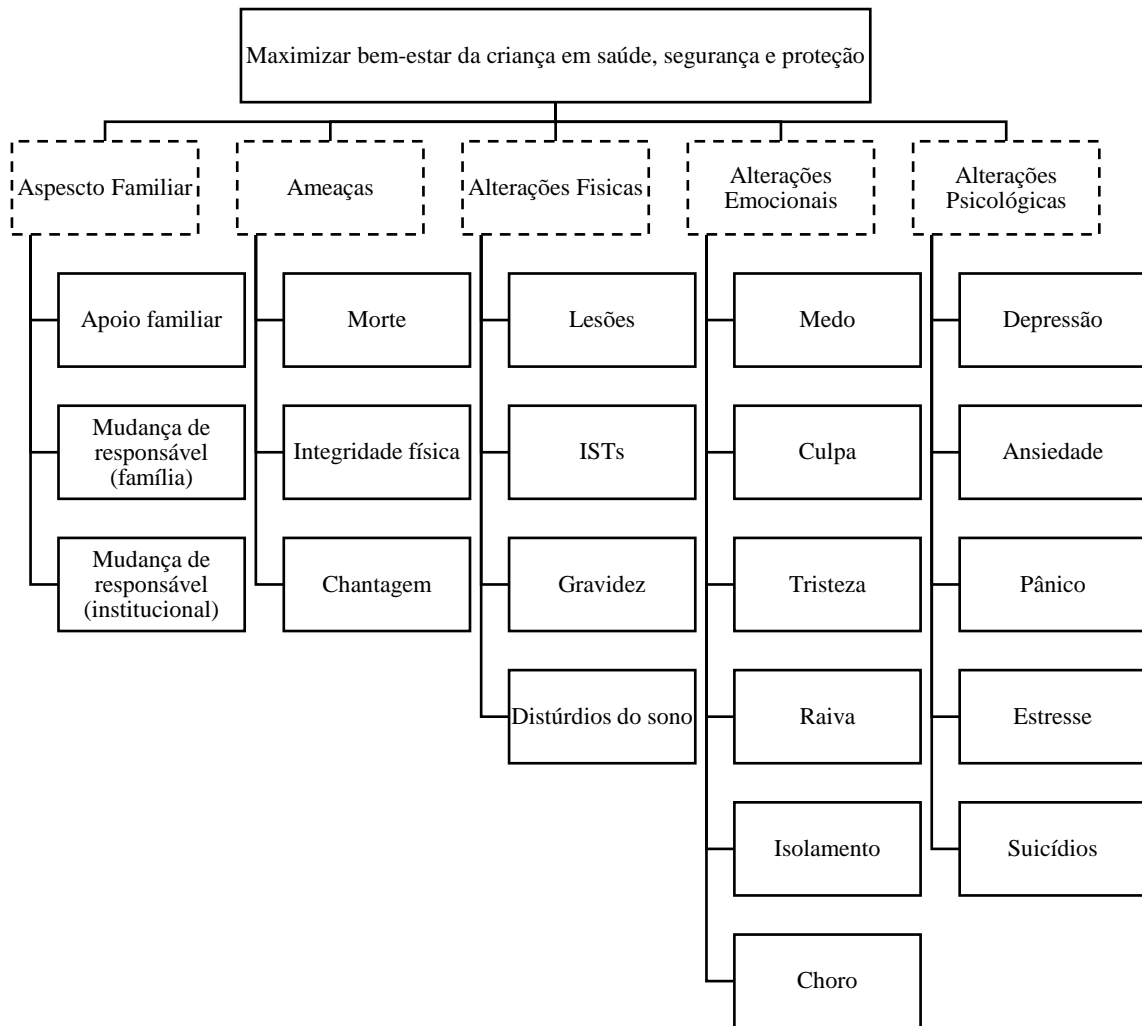 Maximizar bem-estar da criança em saúde, segurança e proteção
Aspescto Familiar
Ameaças
Alterações Fisicas
Alterações
Emocionais
Alterações
Psicológicas
Apoio familiar
Morte
Lesões
Medo
Depressão
Mudança de
responsável
(família)
Integridade física
ISTs
Culpa
Ansiedade
Mudança de
responsável
(institucional)
Chantagem
Gravidez
Tristeza
Pânico
Distúrdios do sono
Raiva
Estresse
Isolamento
Suicídios
Choro